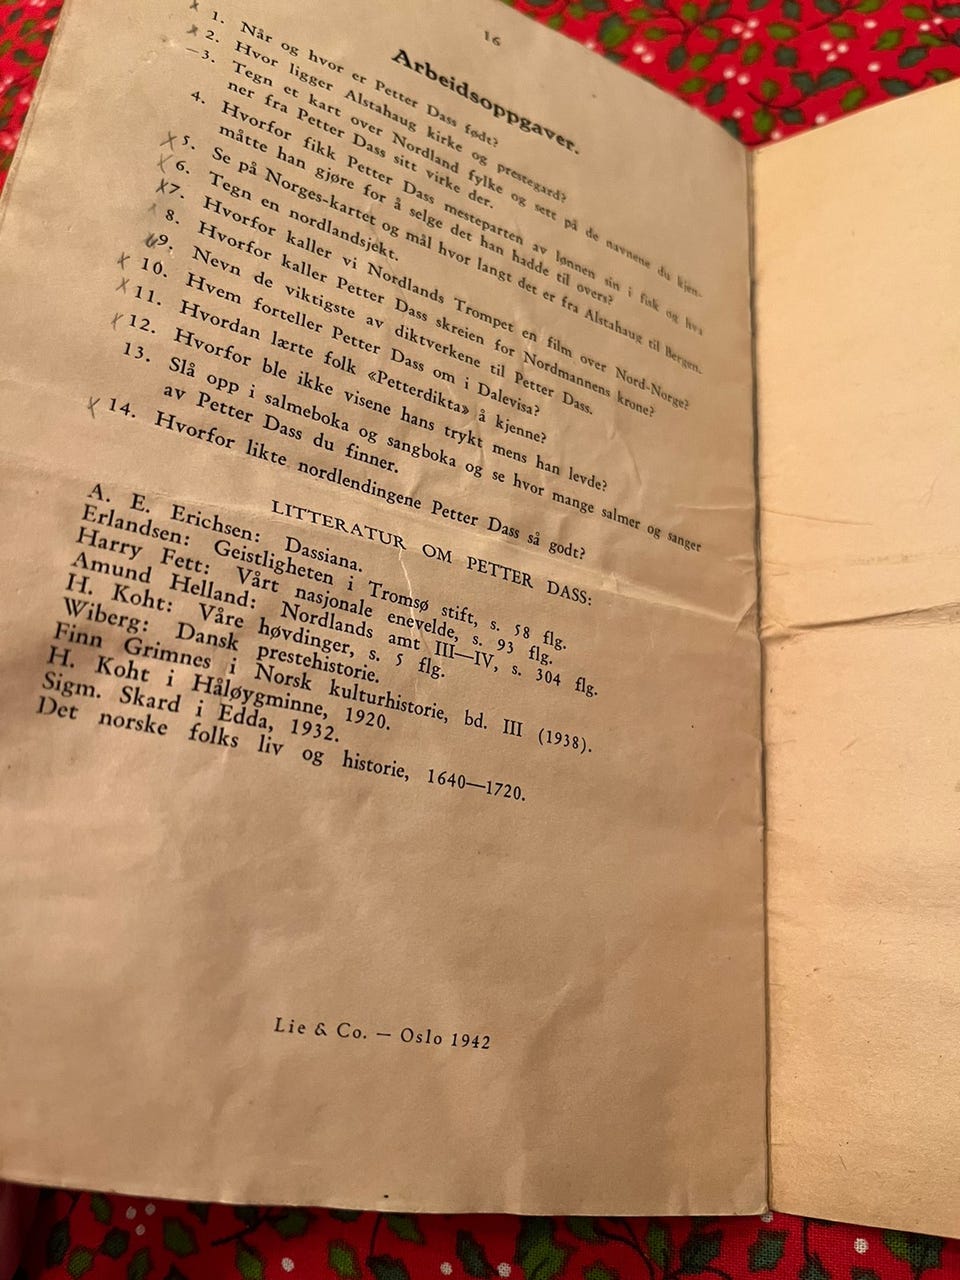 16
Arbeidsoppgaver.
1. Når og hvor er Petter Dass født?
2. Hvor ligger Alstahaug kirke og prestegard?
3. Tegn et kart over Nordland fylke og sett på de navnene du kjen-
ner fra Petter Dass sitt virke der.
4. Hvorfor fikk Petter Dass mesteparten av lønnen sin i fisk og hva
måtte han gjøre for å selge det han hadde til overs?
5. Se på Norges-kartet og mål hvor langt det er fra Alstahaug til Bergen.
6. Tegn en nordlandsjekt.
7. Hvorfor kaller vi Nordlands Trompet en film over Nord-Norge?
8. Hvorfor kaller Petter Dass skreien for Nordmannens krone?
9. Nevn de viktigste av diktverkene til Petter Dass.
10. Hvem forteller Petter Dass om i Dalevisa?
11. Hvordan lærte folk «Petterdikta» å kjenne?
12. Hvorfor ble ikke visene hans trykt mens han levde?
13. Slå opp i salmeboka og sangboka og se hvor mange salmer og sanger
av Petter Dass du finner.
14. Hvorfor likte nordlendingene Petter Dass så godt?
LITTERATUR OM PETTER DASS:
A. E. Erichsen: Dassiana.
Erlandsen: Geistligheten i Tromsø stift, s. 58 flg.
Harry Fett: Vårt nasjonale enevelde, s. 93 flg.
Amund Helland: Nordlands amt III—IV, s. 304 flg.
H. Koht: Våre høvdinger, s. 5 flg.
Wiberg: Dansk prestehistorie.
Finn Grimnes i Norsk kulturhistorie, bd. III (1938).
H. Koht i Håløygminne, 1920.
Sigm. Skard i Edda, 1932.
Det norske folks liv og historie, 1640—1720.
Lie & Co. — Oslo 1942